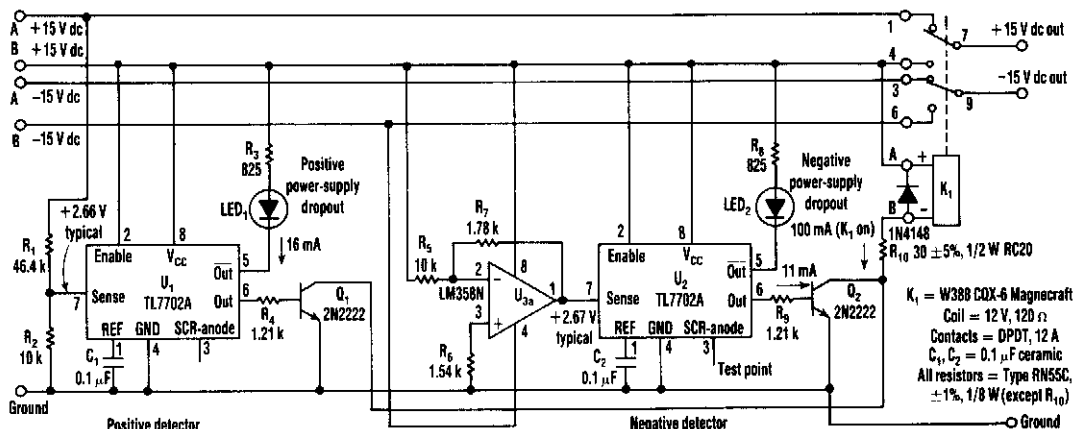 A
+15 V dc
B
+15 V dc
A
−15 V dc
B
−15 V dc
1
4
3
6
7
9
+15 V dc out
−15 V dc out
A
+
B
−
K1
1N4148
R10 30 ±5%, 1/2 W RC20
R3
825
LED1
Positive
power-supply
dropout
16 mA
+2.66 V
typical
R1
46.4 k
R2
10 k
2
Enable
8
VCC
U1
TL7702A
5
Out
6
Out
7
Sense
REF
GND
SCR-anode
1
4
3
C1
0.1 µF
R4
1.21 k
Q1
2N2222
R5
10 k
R7
1.78 k
2
−
LM358N
U3a
8
1
3
+
4
R6
1.54 k
+2.67 V
typical
R8
825
LED2
Negative
power-supply
dropout
100 mA (K1 on)
2
Enable
8
VCC
U2
TL7702A
5
Out
6
Out
7
Sense
REF
GND
SCR-anode
1
4
3
C2
0.1 µF
Test point
11 mA
R9
1.21 k
Q2
2N2222
K1 = W388 CQX-6 Magnecraft
Coil = 12 V, 120 Ω
Contacts = DPDT, 12 A
C1, C2 = 0.1 µF ceramic
All resistors = Type RN55C,
±1%, 1/8 W (except R10)
Ground
Ground
Positive detector
Negative detector